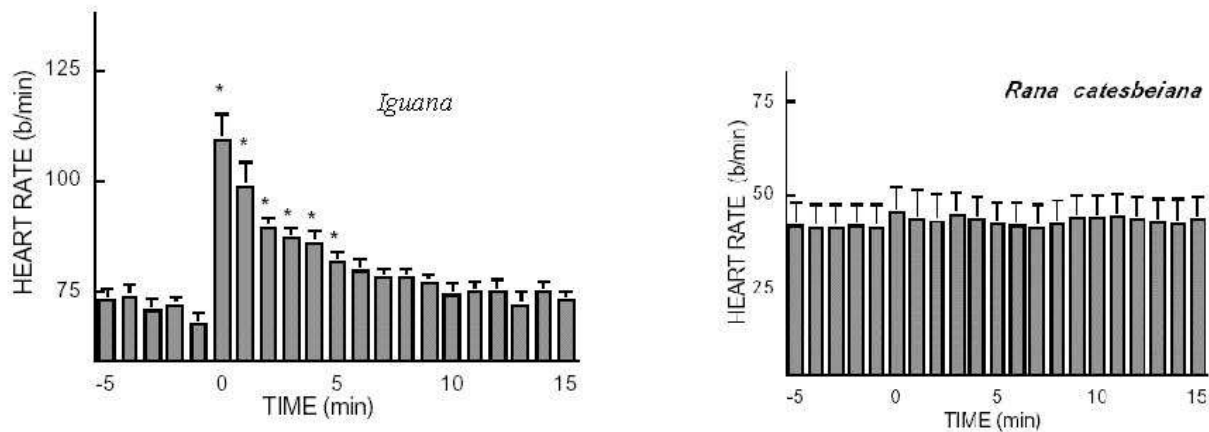 HEART RATE (b/min)
125
100
75
Iguana
* * * * * *
-5 0 5 10 15
TIME (min)
HEART RATE (b/min)
75
50
25
Rana catesbeiana
-5 0 5 10 15
TIME (min)